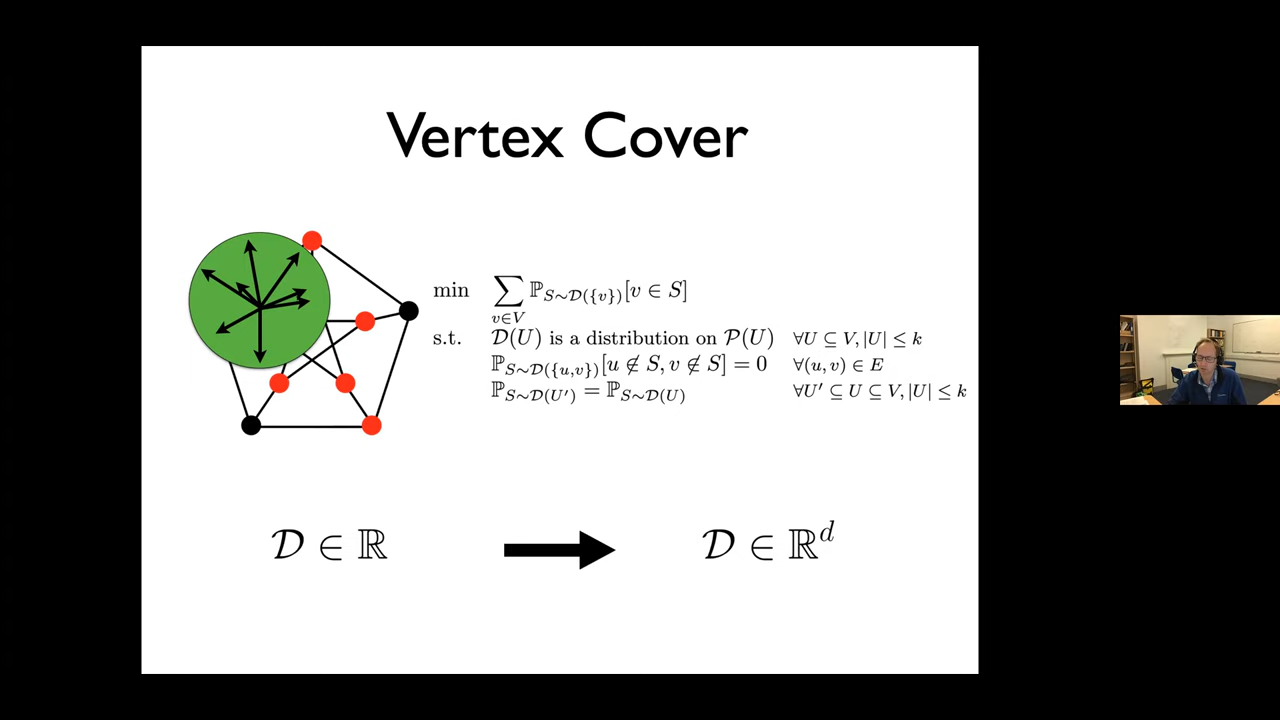 Vertex Cover
min ∑_{v∈V} ℙ_{S∼𝒟({v})}[v ∈ S]
s.t. 𝒟(U) is a distribution on 𝒫(U) ∀U ⊆ V, |U| ≤ k
ℙ_{S∼𝒟({u,v})}[u ∉ S, v ∉ S] = 0 ∀(u, v) ∈ E
ℙ_{S∼𝒟(U′)} = ℙ_{S∼𝒟(U)} ∀U′ ⊆ U ⊆ V, |U| ≤ k
𝒟 ∈ ℝ 𝒟 ∈ ℝ^d